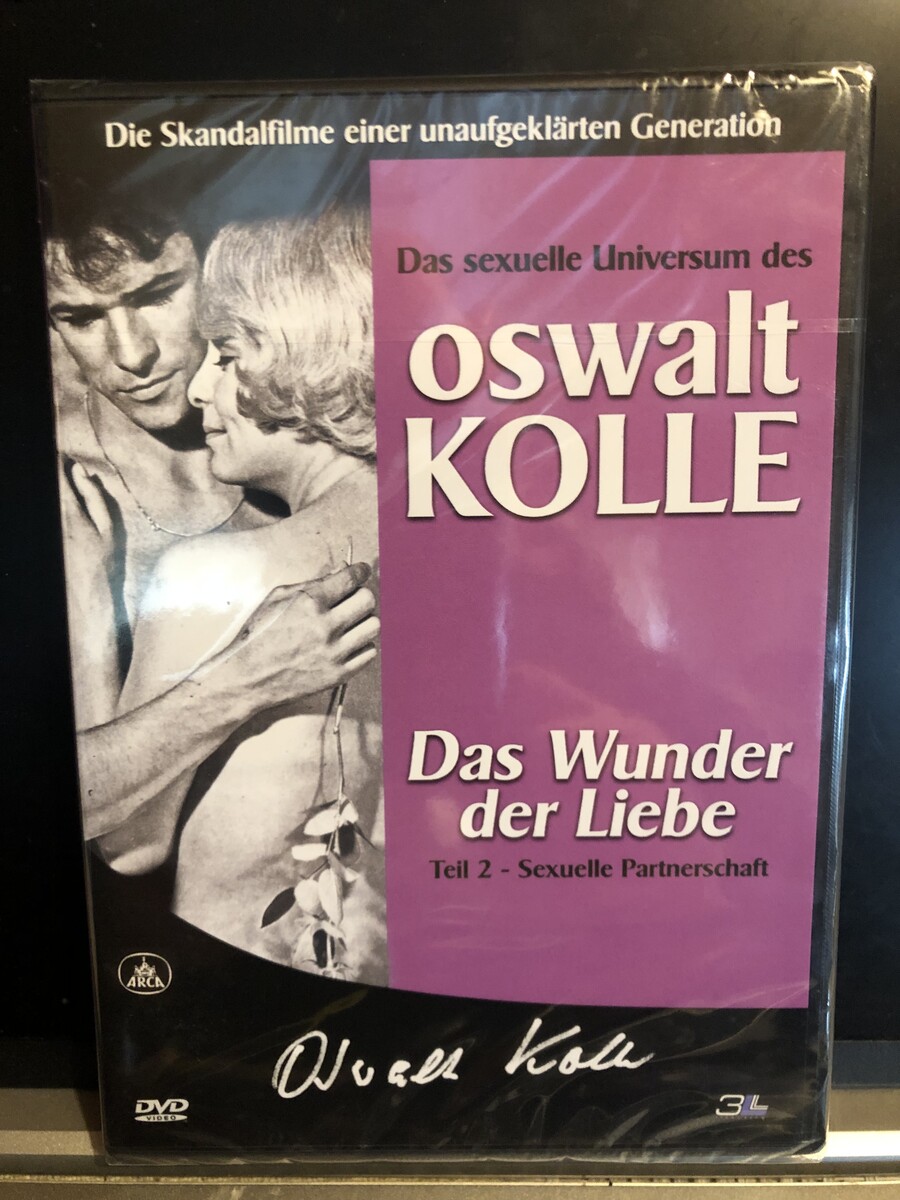 Die Skandalfilme einer unaufgeklärten Generation
Das sexuelle Universum des
oswalt
KOLLE
Das Wunder
der Liebe
Teil 2 - Sexuelle Partnerschaft
ARCA
Oswalt Kolle
DVD
VIDEO
3L